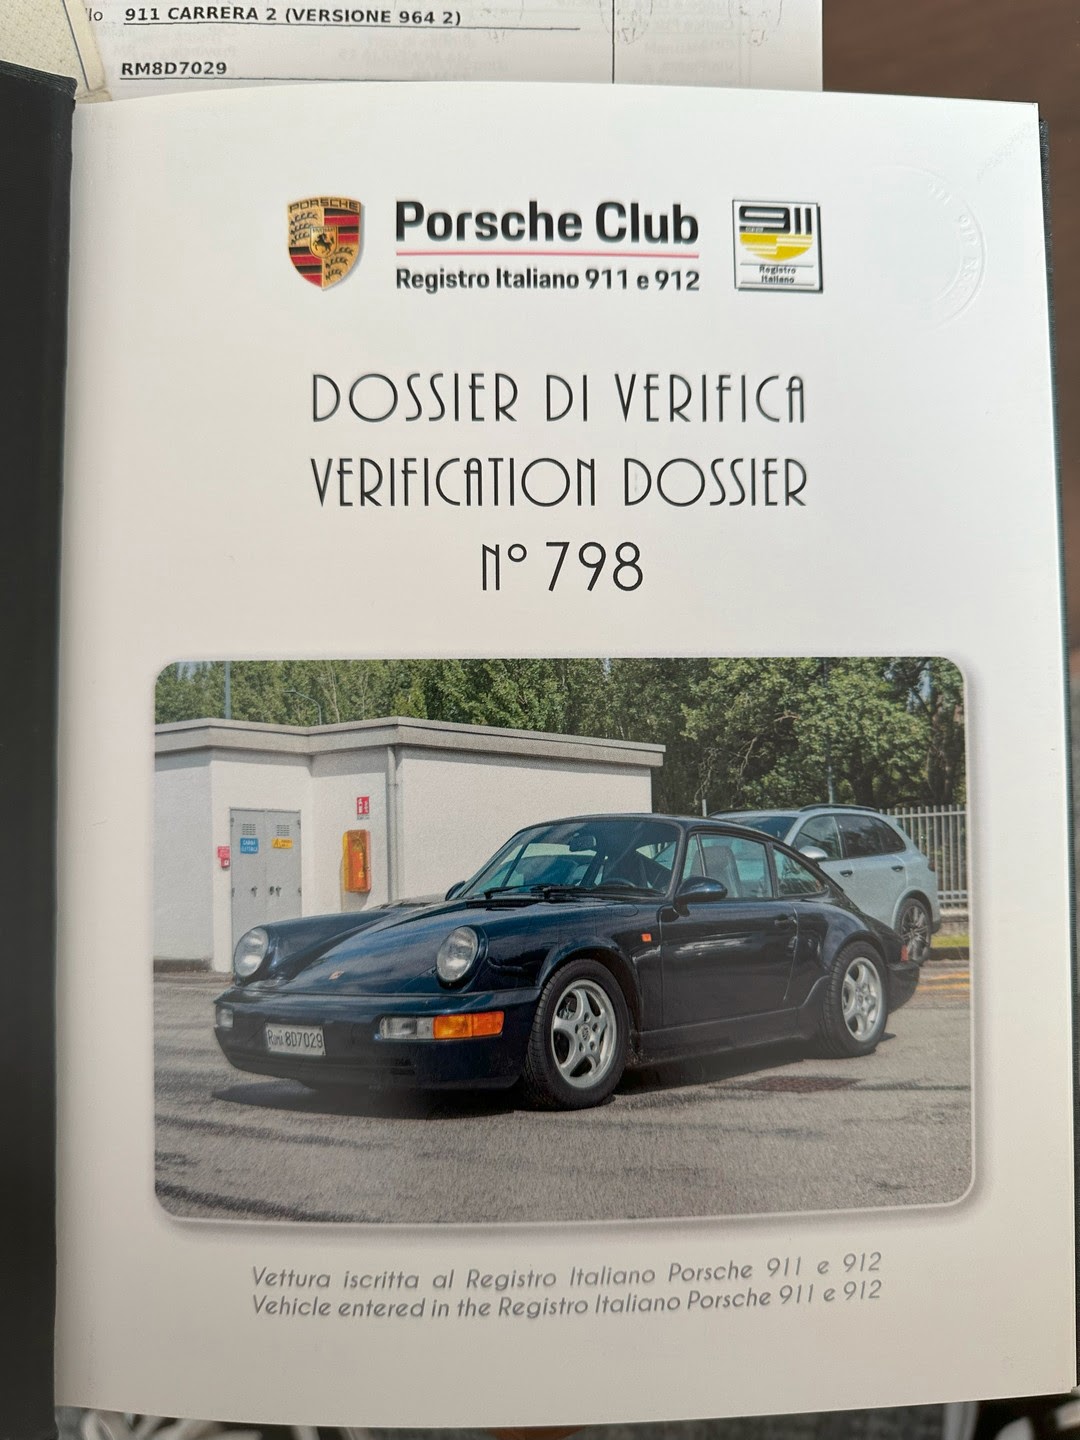 911 CARRERA 2 (VERSIONE 964 2)
RM8D7029
PORSCHE
Porsche Club
Registro Italiano 911 e 912
911
Registro
Italiano
DOSSIER DI VERIFICA
VERIFICATION DOSSIER
N° 798
8D7029
Vettura iscritta al Registro Italiano Porsche 911 e 912
Vehicle entered in the Registro Italiano Porsche 911 e 912